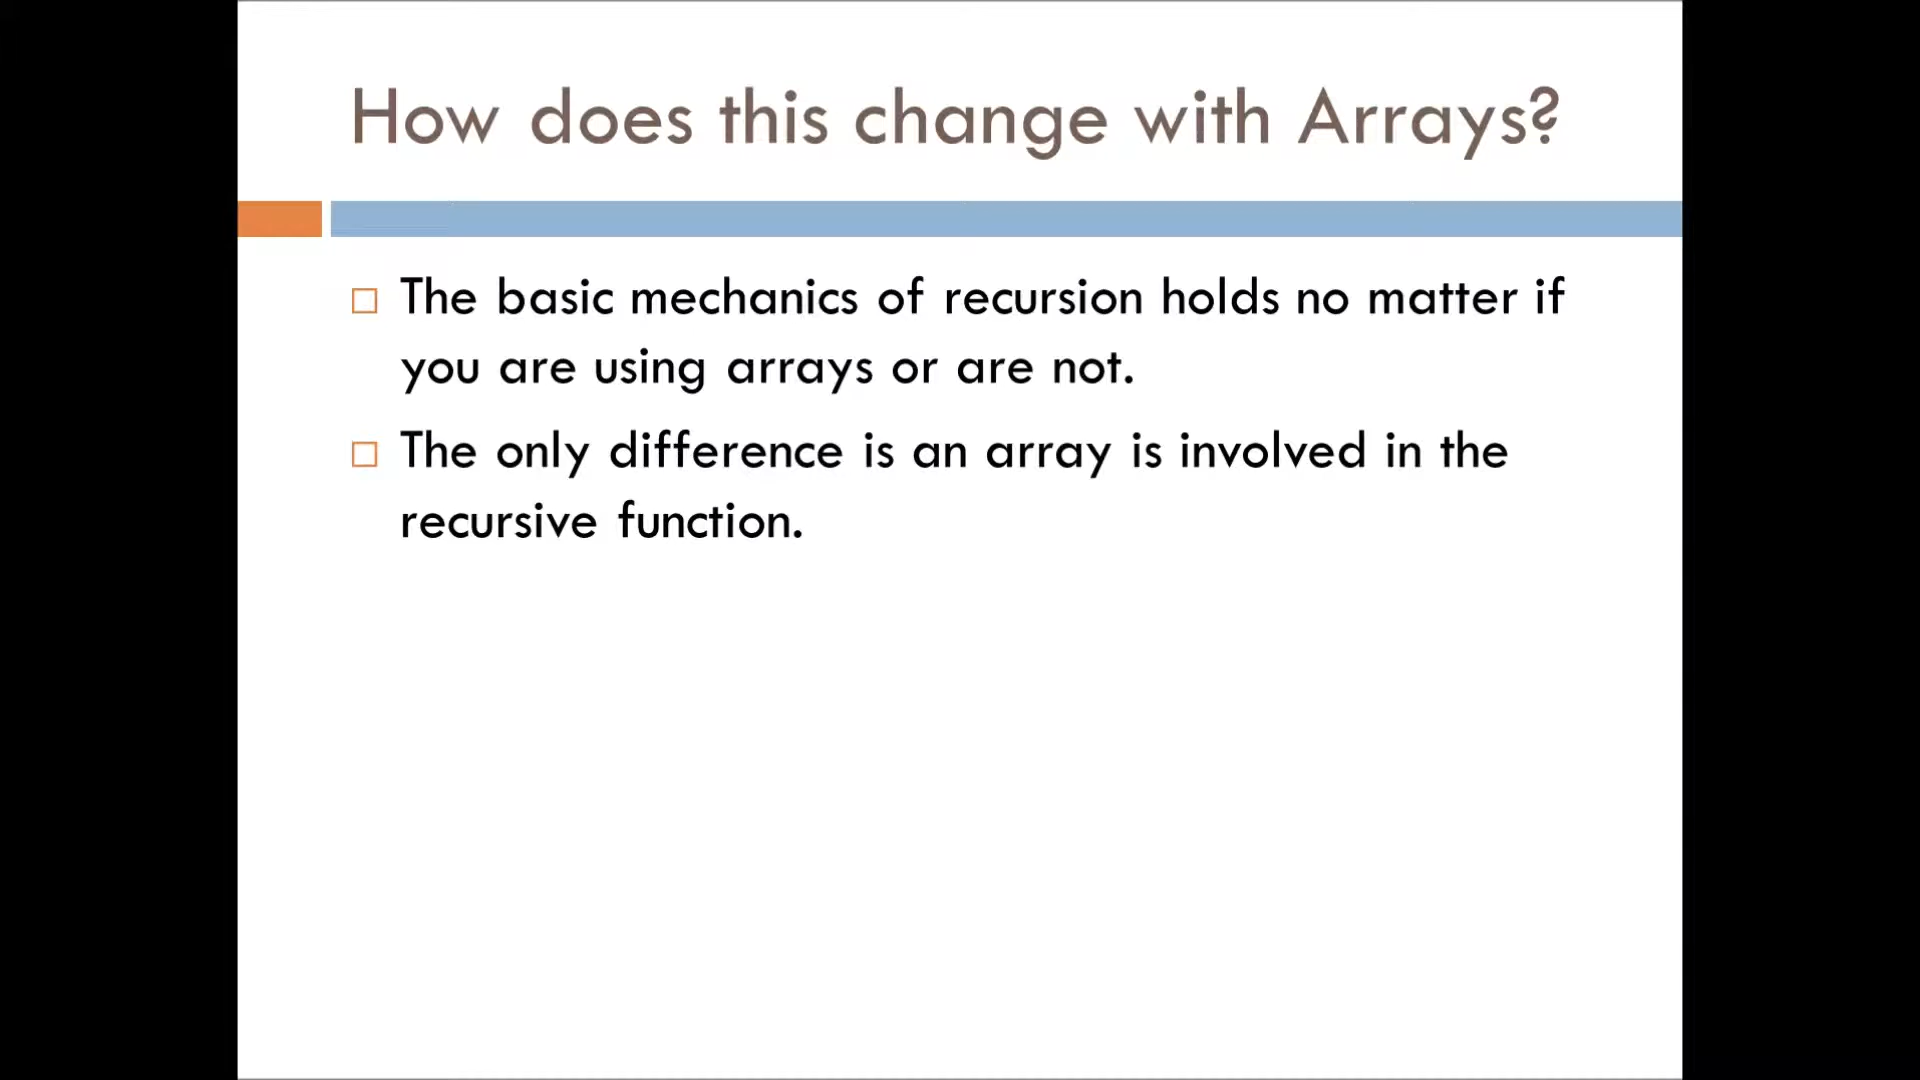 How does this change with Arrays?
The basic mechanics of recursion holds no matter if
you are using arrays or are not.
The only difference is an array is involved in the
recursive function.